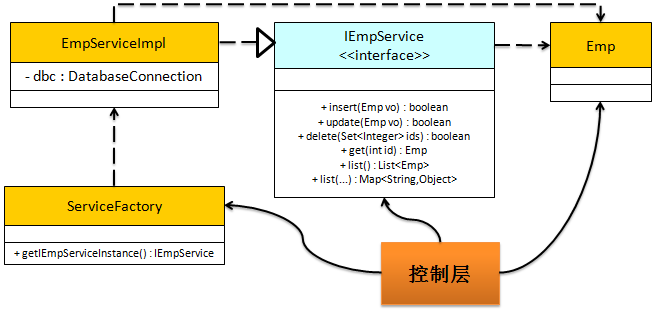 EmpServiceImpl
- dbc : DatabaseConnection
IEmpService
<<interface>>
+ insert(Emp vo) : boolean
+ update(Emp vo) : boolean
+ delete(Set<Integer> ids) : boolean
+ get(int id) : Emp
+ list() : List<Emp>
+ list(...) : Map<String,Object>
Emp
ServiceFactory
+ getIEmpServiceInstance() : IEmpService
控制层